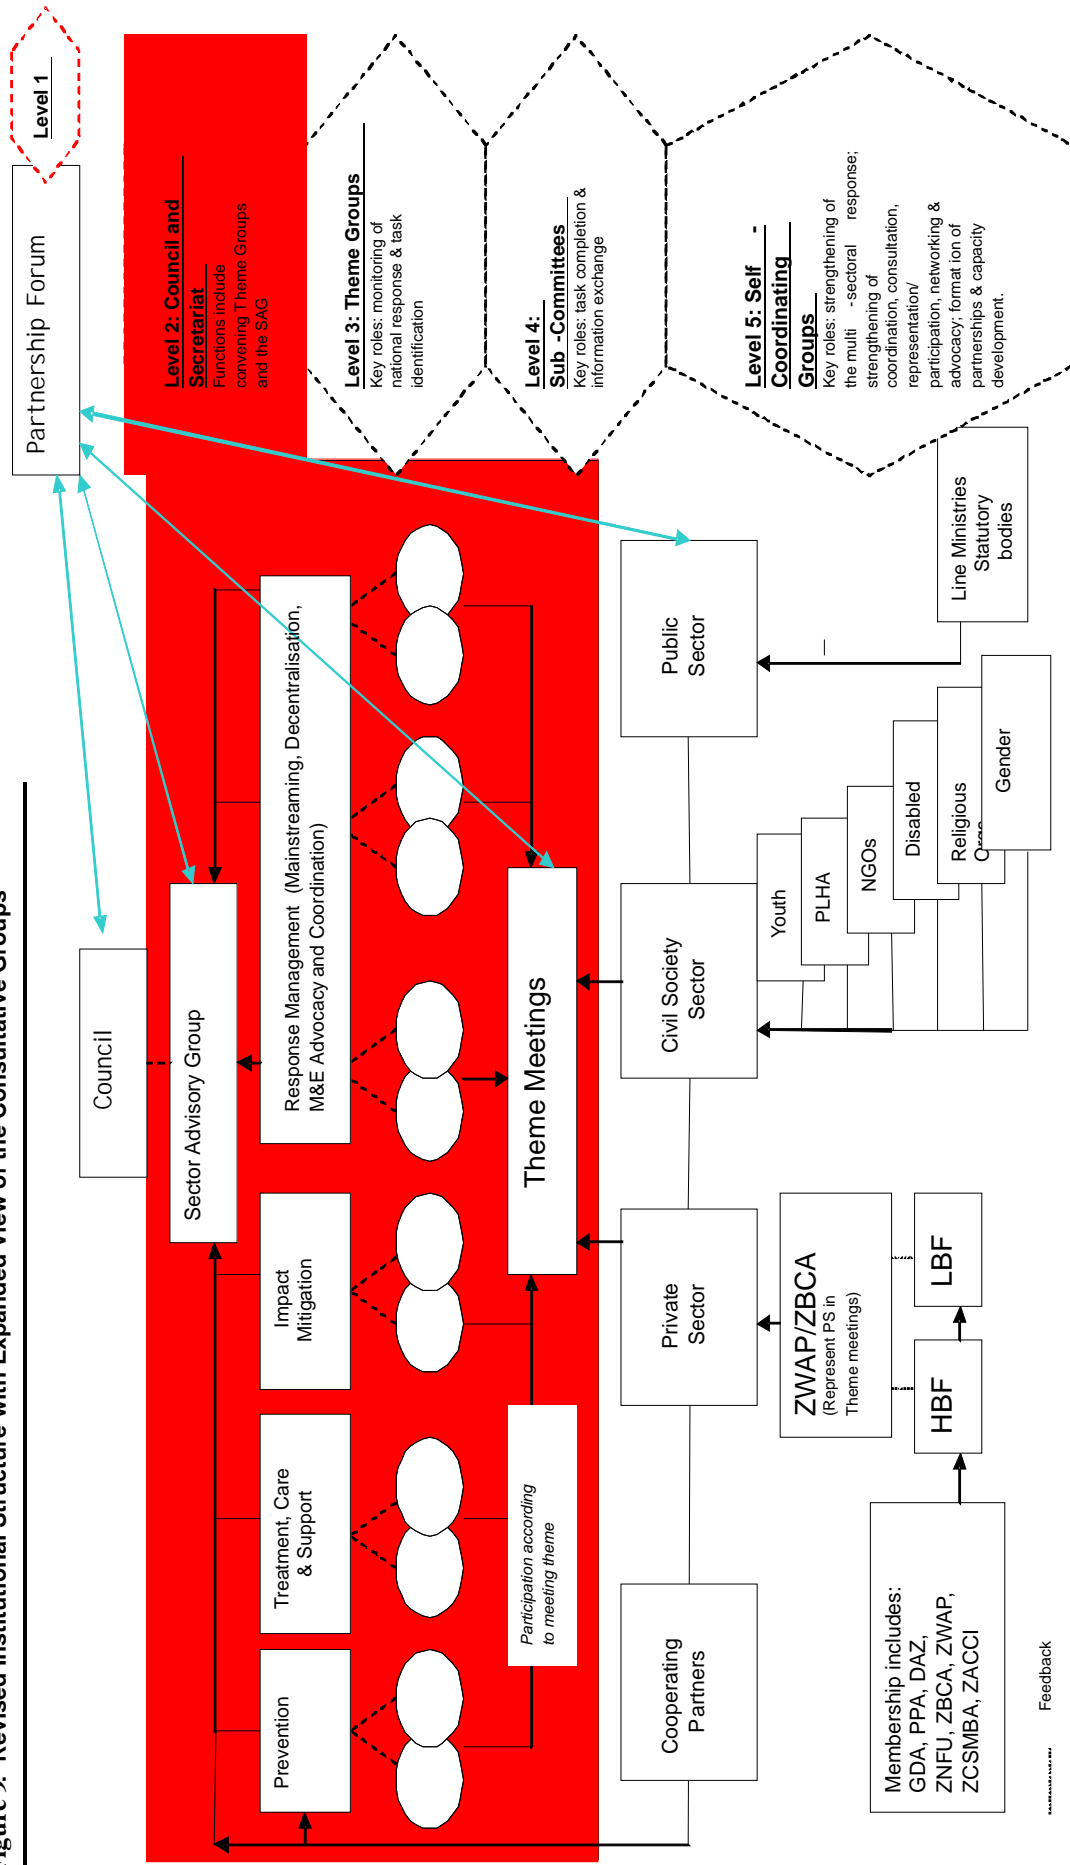 Figure 9: Revised Institutional Structure with Expanded View of the Consultative Groups
Partnership Forum
Level 1
Council
Level 2: Council and
Secretariat
Functions include
convening Theme Groups
and the SAG
Sector Advisory Group
Prevention
Treatment, Care
& Support
Impact
Mitigation
Response Management (Mainstreaming, Decentralisation,
M&E Advocacy and Coordination)
Level 3: Theme Groups
Key roles: monitoring of
national response & task
identification
Participation according
to meeting theme
Theme Meetings
Level 4:
Sub -Committees
Key roles: task completion &
information exchange
Cooperating
Partners
Private
Sector
Civil Society
Sector
Public
Sector
Level 5: Self -
Coordinating
Groups
Key roles: strengthening of
the multi -sectoral response;
strengthening of
coordination, consultation,
representation/
participation, networking &
advocacy; format ion of
partnerships & capacity
development.
ZWAP/ZBCA
(Represent PS in
Theme meetings)
HBF
LBF
Youth
PLHA
NGOs
Disabled
Religious
Orgs
Gender
Line Ministries
Statutory
bodies
Membership includes:
GDA, PPA, DAZ,
ZNFU, ZBCA, ZWAP,
ZCSMBA, ZACCI
Feedback